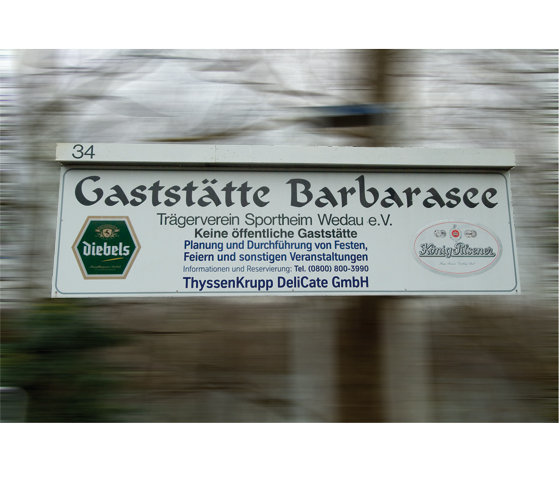 34
Gaststätte Barbarasee
Trägerverein Sportheim Wedau e.V.
Keine öffentliche Gaststätte
Planung und Durchführung von Festen,
Feiern und sonstigen Veranstaltungen
Informationen und Reservierung: Tel. (0800) 800-3990
ThyssenKrupp DeliCate GmbH
Diebels
König Pilsener